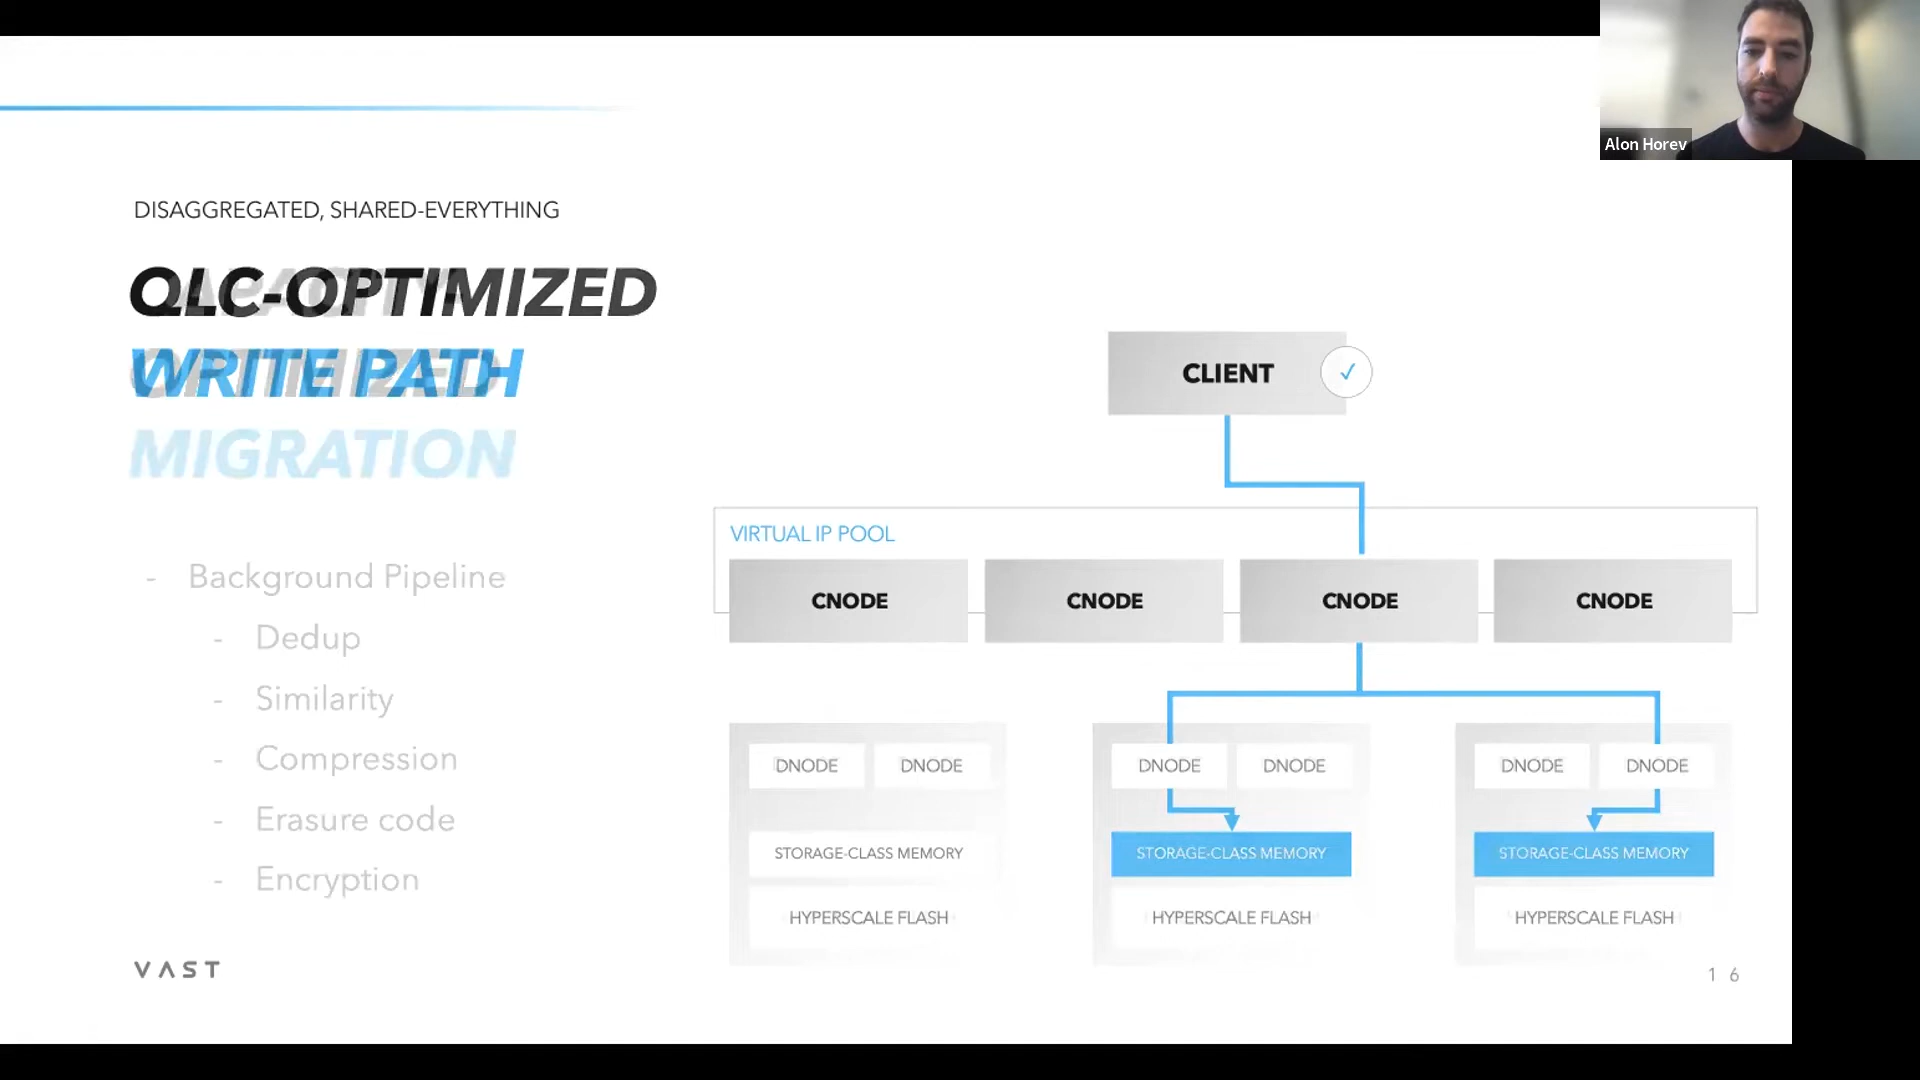 Alon Horev
DISAGGREGATED, SHARED-EVERYTHING
QLC-OPTIMIZED
WRITE PATH
MIGRATION
- Background Pipeline
- Dedup
- Similarity
- Compression
- Erasure code
- Encryption
CLIENT ✓
VIRTUAL IP POOL
CNODE CNODE CNODE CNODE
DNODE DNODE DNODE DNODE DNODE DNODE
STORAGE-CLASS MEMORY STORAGE-CLASS MEMORY STORAGE-CLASS MEMORY
HYPERSCALE FLASH HYPERSCALE FLASH HYPERSCALE FLASH
VAST
16